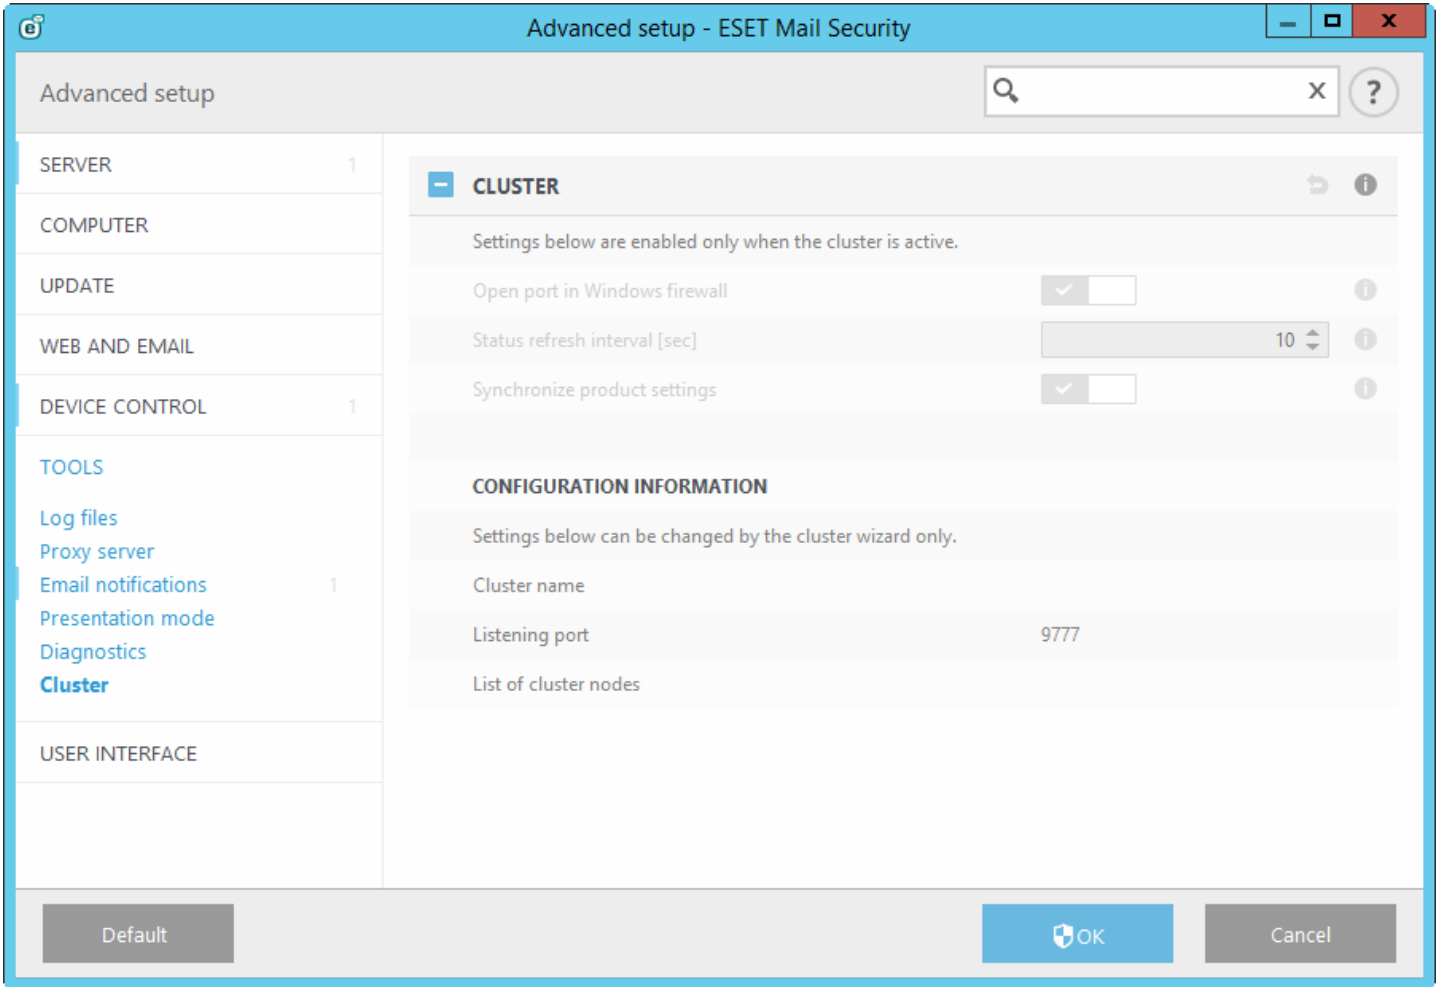 Advanced setup - ESET Mail Security
Advanced setup
SERVER 1
COMPUTER
UPDATE
WEB AND EMAIL
DEVICE CONTROL 1
TOOLS
Log files
Proxy server
Email notifications 1
Presentation mode
Diagnostics
Cluster
USER INTERFACE
CLUSTER
Settings below are enabled only when the cluster is active.
Open port in Windows firewall
Status refresh interval [sec] 10
Synchronize product settings
CONFIGURATION INFORMATION
Settings below can be changed by the cluster wizard only.
Cluster name
Listening port 9777
List of cluster nodes
Default
OK
Cancel